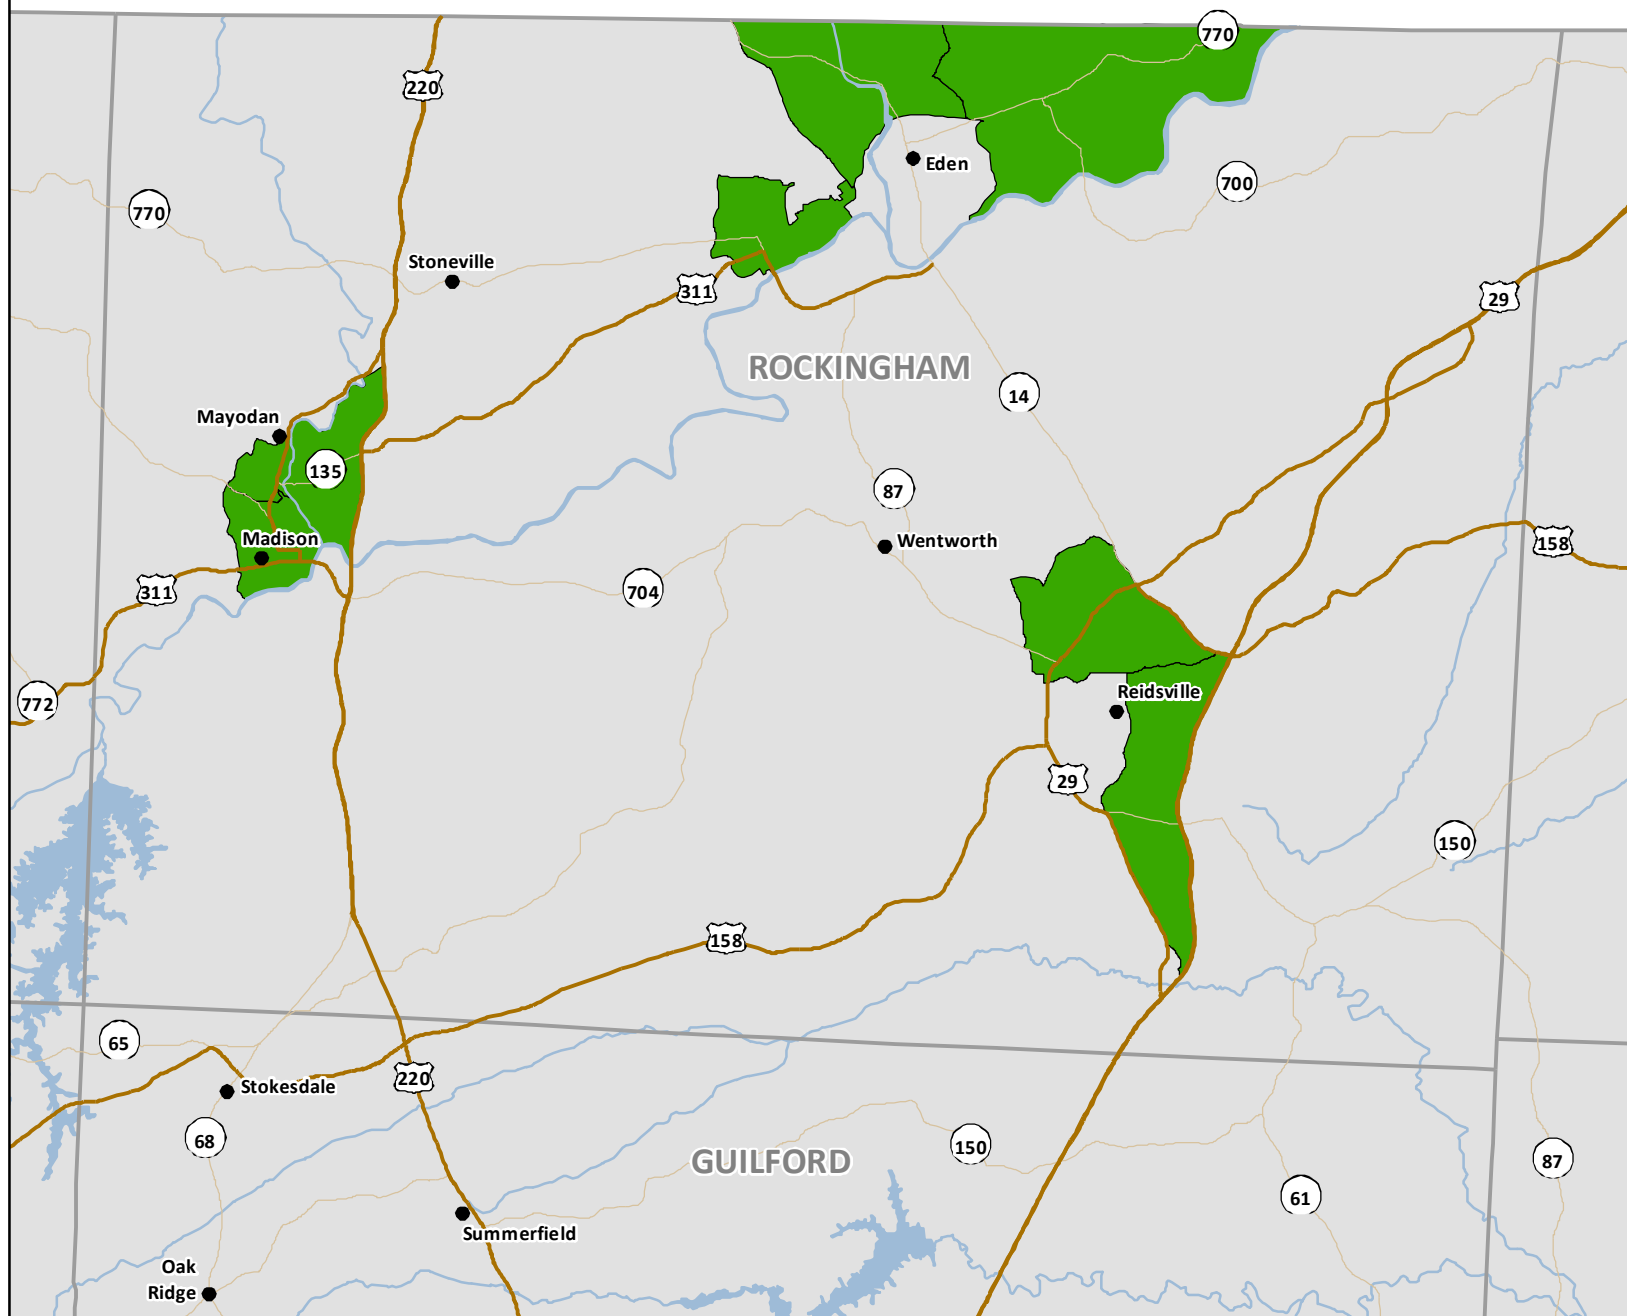 770
220
Eden
700
770
Stoneville
29
311
ROCKINGHAM
14
Mayodan
135
87
Madison
Wentworth
158
311
704
772
Reidsville
29
150
158
65
220
Stokesdale
68
150
GUILFORD
87
61
Summerfield
Oak
Ridge